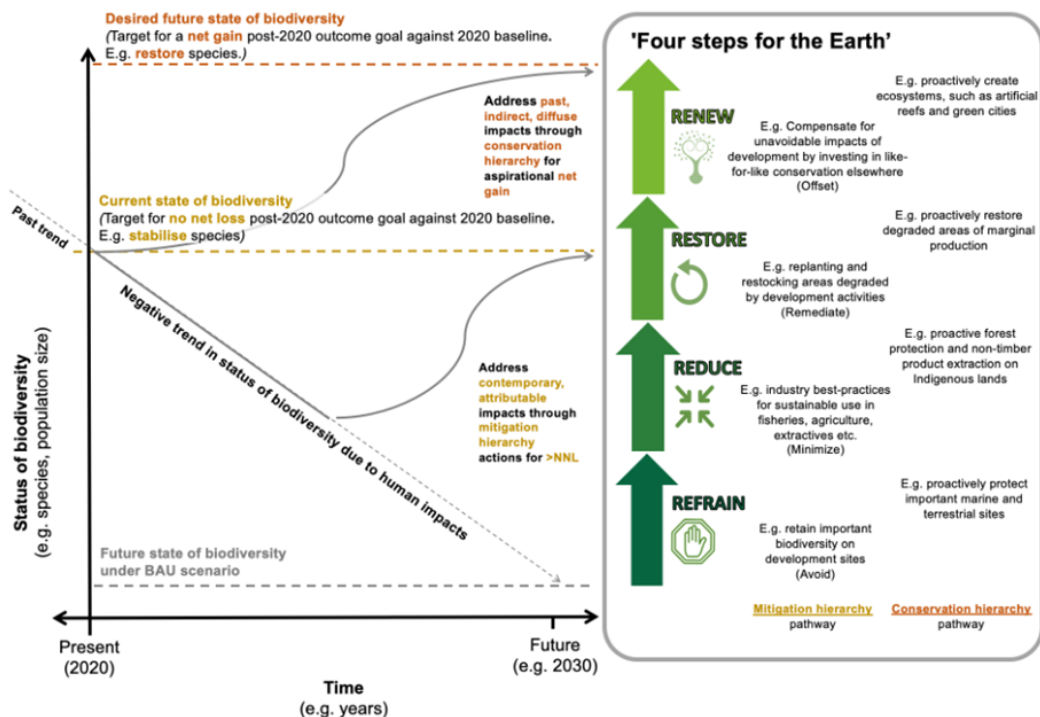 Desired future state of biodiversity
(Target for a net gain post-2020 outcome goal against 2020 baseline.
E.g. restore species.)
Address past,
indirect, diffuse
impacts through
conservation
hierarchy for
aspirational net
gain
Current state of biodiversity
(Target for no net loss post-2020 outcome goal against 2020 baseline.
E.g. stabilise species)
Past trend
Negative trend in status of biodiversity due to human impacts
Address
contemporary,
attributable
impacts through
mitigation
hierarchy
actions for >NNL
Future state of biodiversity
under BAU scenario
Status of biodiversity
(e.g. species, population size)
Present
(2020)
Future
(e.g. 2030)
Time
(e.g. years)
'Four steps for the Earth’
RENEW
E.g. Compensate for
unavoidable impacts of
development by investing in like-
for-like conservation elsewhere
(Offset)
E.g. proactively create
ecosystems, such as artificial
reefs and green cities
RESTORE
E.g. replanting and
restocking areas degraded
by development activities
(Remediate)
E.g. proactively restore
degraded areas of marginal
production
REDUCE
E.g. industry best-practices
for sustainable use in
fisheries, agriculture,
extractives etc.
(Minimize)
E.g. proactive forest
protection and non-timber
product extraction on
Indigenous lands
REFRAIN
E.g. retain important
biodiversity on
development sites
(Avoid)
E.g. proactively protect
important marine and
terrestrial sites
Mitigation hierarchy
pathway
Conservation hierarchy
pathway